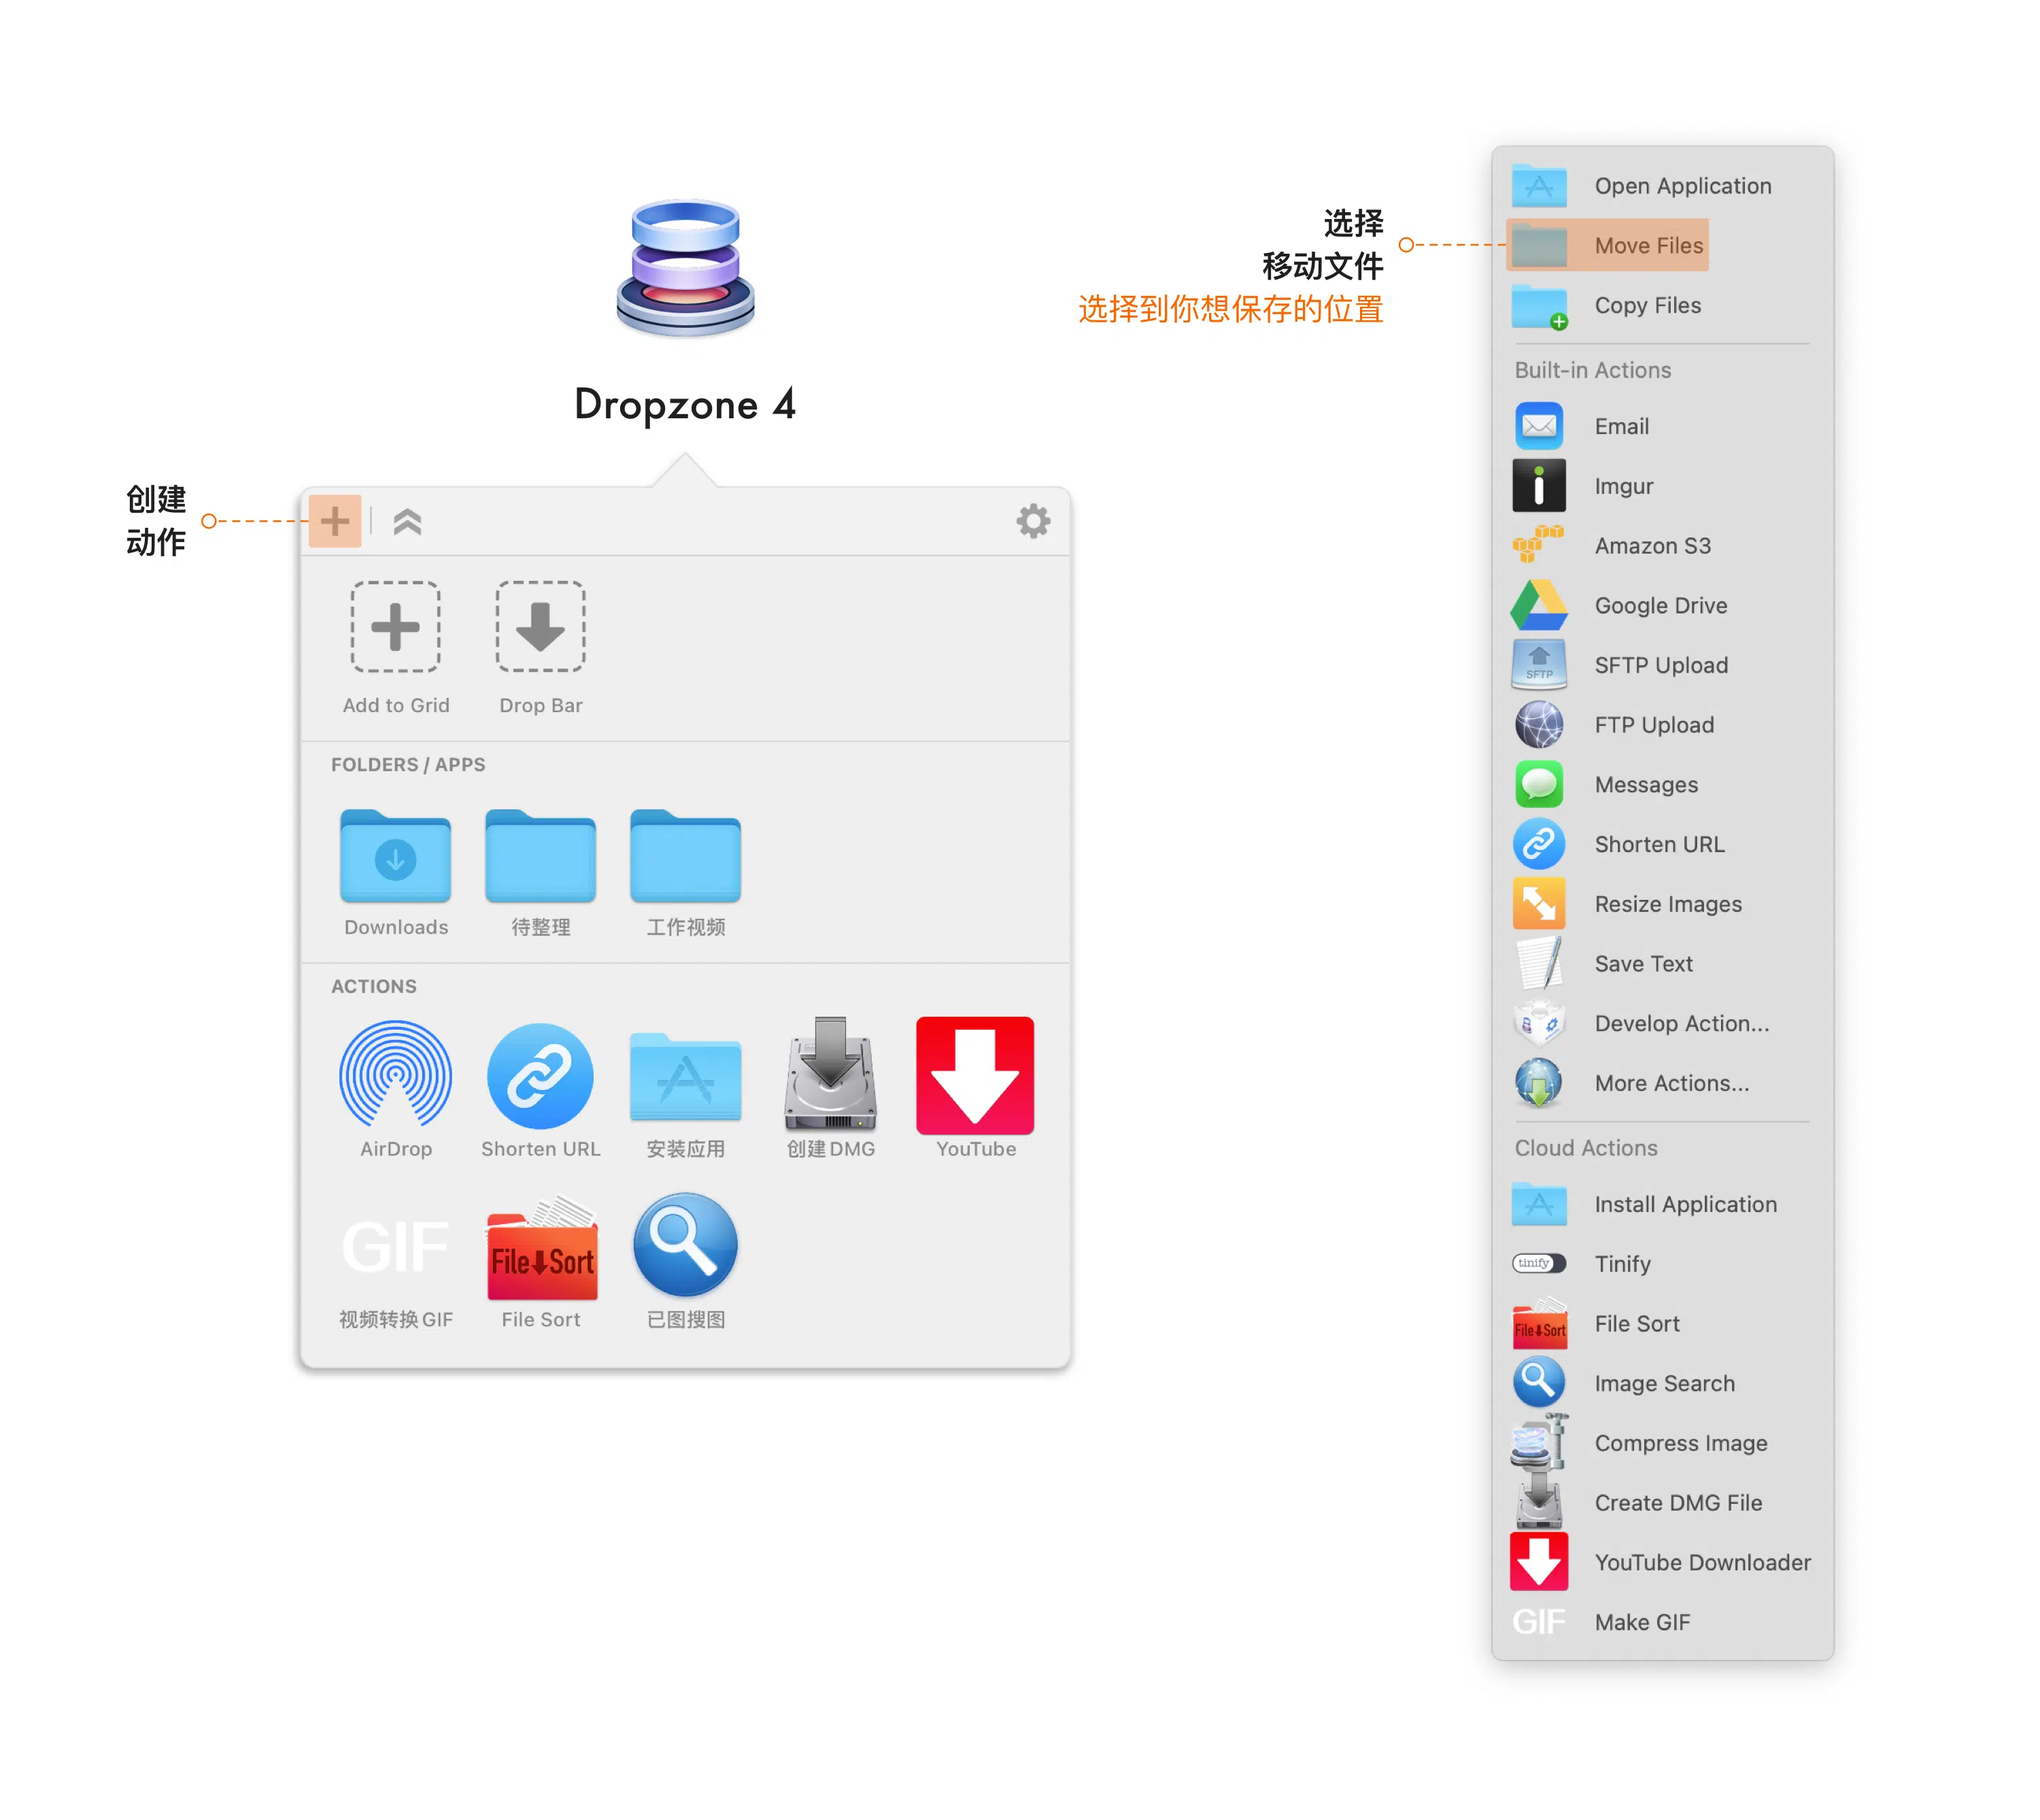 Dropzone 4
创建
动作
Add to Grid
Drop Bar
FOLDERS / APPS
Downloads
待整理
工作视频
ACTIONS
AirDrop
Shorten URL
安装应用
创建 DMG
YouTube
GIF
视频转换 GIF
File Sort
File Sort
已图搜图
选择
移动文件
选择到你想保存的位置
Open Application
Move Files
Copy Files
Built-in Actions
Email
Imgur
Amazon S3
Google Drive
SFTP
SFTP Upload
FTP Upload
Messages
Shorten URL
Resize Images
Save Text
Develop Action...
More Actions...
Cloud Actions
Install Application
tinify
Tinify
File Sort
File Sort
Image Search
Compress Image
Create DMG File
YouTube Downloader
GIF
Make GIF